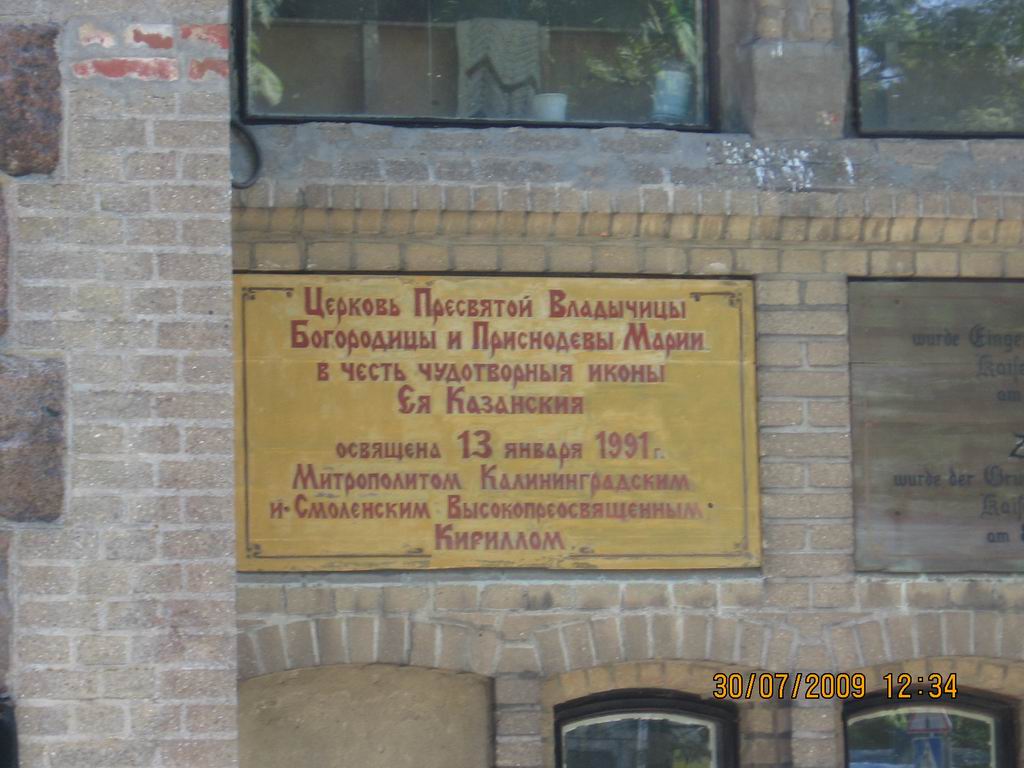 Церковь Пресвятой Владычицы
Богородицы и Приснодевы Марии
в честь чудотворныя иконы
Ея Казанския
освящена 13 января 1991г.
Митрополитом Калининградским
и Смоленским Высокопреосвященным
Кириллом
wurde
am
wurde der
am
30/07/2009 12:34